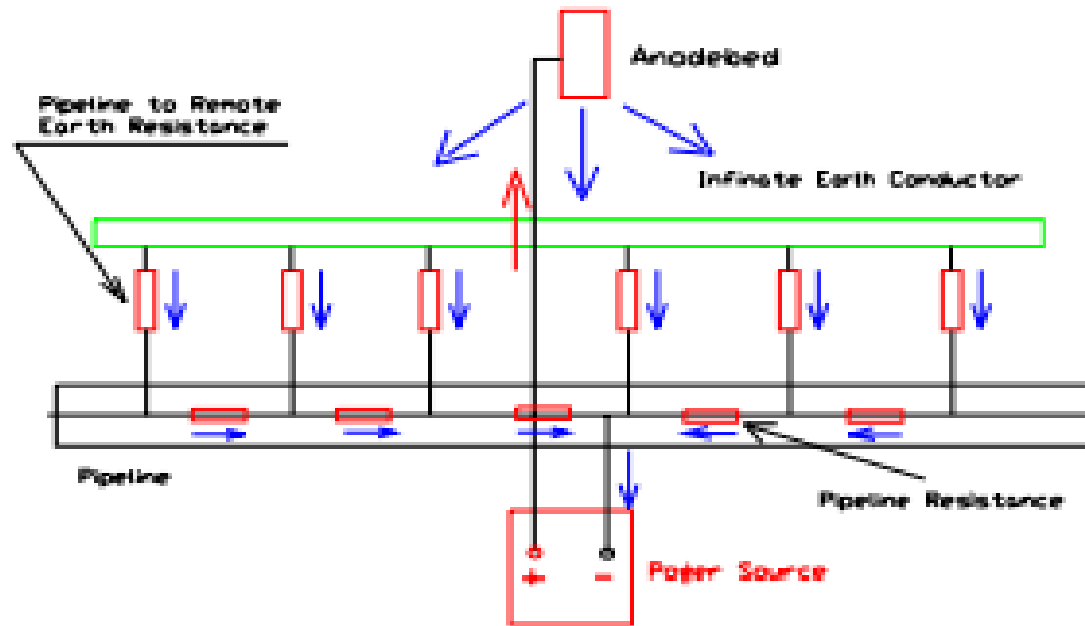 Anodebed
Pipeline to Remote
Earth Resistance
Infinate Earth Conductor
Pipeline
Pipeline Resistance
Power Source
+ -